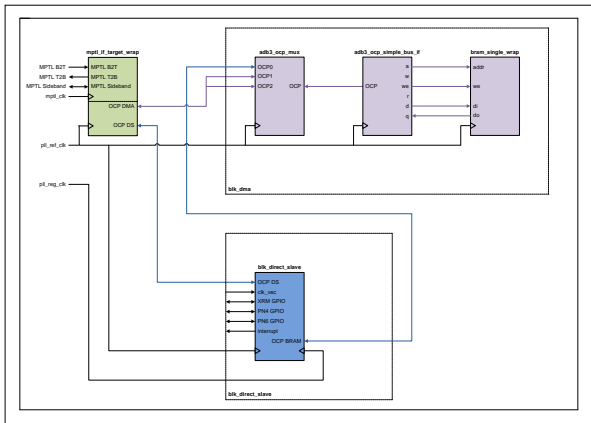 mptl_if_target_wrap
MPTL B2T
MPTL B2T
MPTL T2B
MPTL T2B
MPTL Sideband
MPTL Sideband
mptl_clk
OCP DMA
OCP DS
pll_ref_clk
pll_reg_clk
adb3_ocp_mux
OCP0
OCP1
OCP2
OCP
adb3_ocp_simple_bus_if
OCP
a
w
we
r
d
q
bram_single_wrap
addr
we
di
do
blk_dma
blk_direct_slave
OCP DS
clk_vec
XRM GPIO
PN4 GPIO
PN6 GPIO
interrupt
OCP BRAM
blk_direct_slave